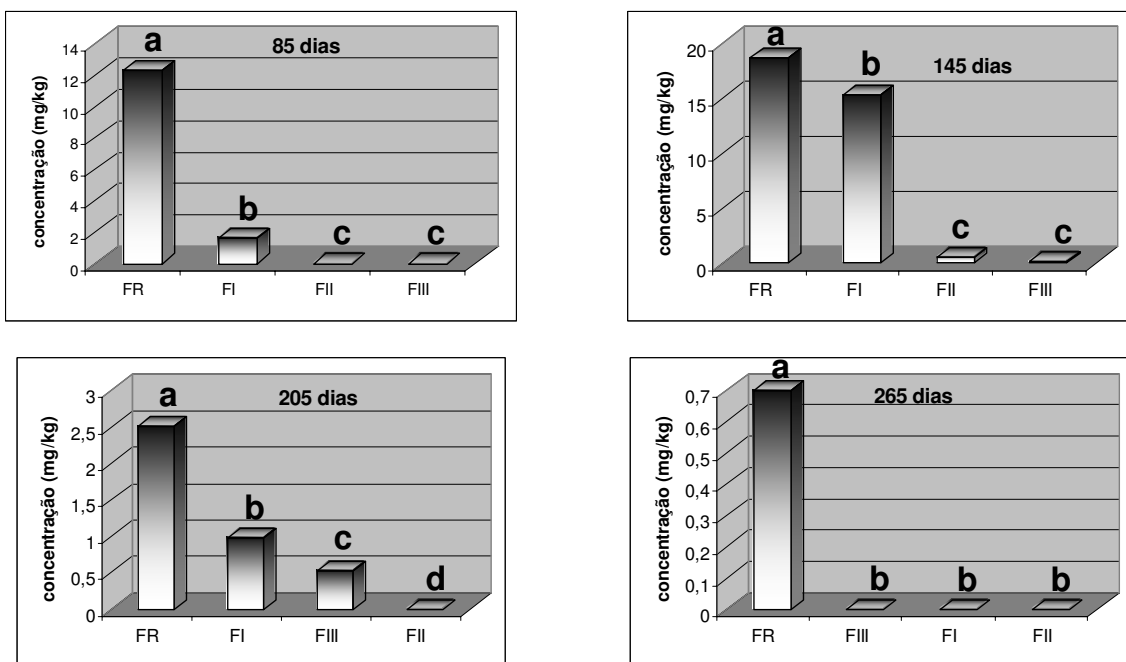 85 dias
concentração (mg/kg)
14
12
10
8
6
4
2
0
a
b
c
c
FR FI FII FIII
145 dias
concentração (mg/kg)
20
15
10
5
0
a
b
c
c
FR FI FII FIII
205 dias
concentração (mg/kg)
3
2,5
2
1,5
1
0,5
0
a
b
c
d
FR FI FIII FII
265 dias
concentração (mg/kg)
0,7
0,6
0,5
0,4
0,3
0,2
0,1
0
a
b b b
FR FIII FI FII